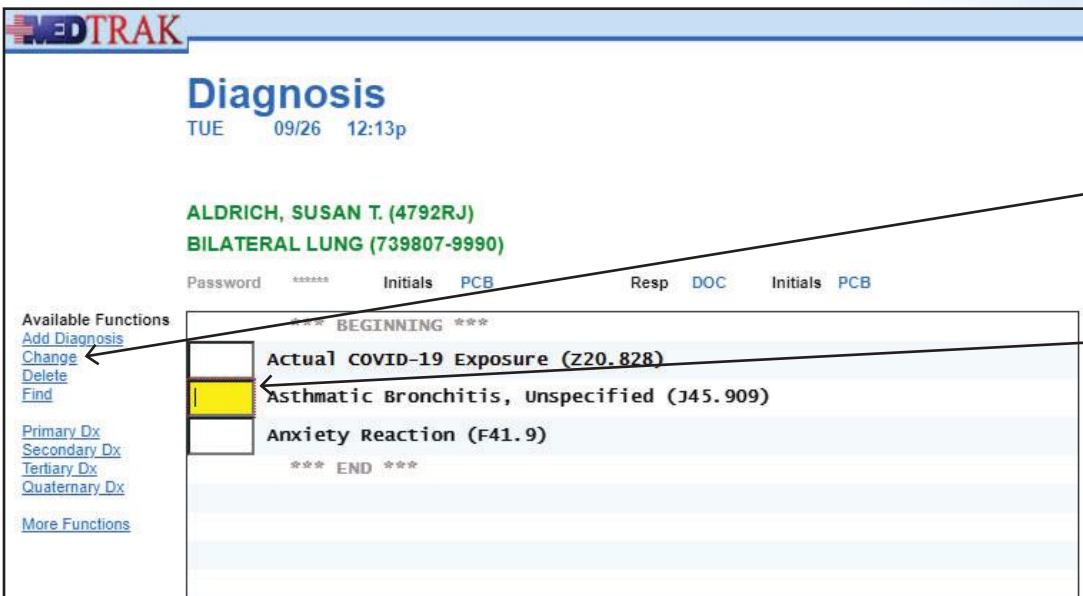 MEDTRAK
Diagnosis
TUE 09/26 12:13p
ALDRICH, SUSAN T. (4792RJ)
BILATERAL LUNG (739807-9990)
Password ****** Initials PCB Resp DOC Initials PCB
Available Functions
Add Diagnosis
Change
Delete
Find
Primary Dx
Secondary Dx
Tertiary Dx
Quaternary Dx
More Functions
*** BEGINNING ***
Actual COVID-19 Exposure (Z20.828)
Asthmatic Bronchitis, Unspecified (J45.909)
Anxiety Reaction (F41.9)
*** END ***